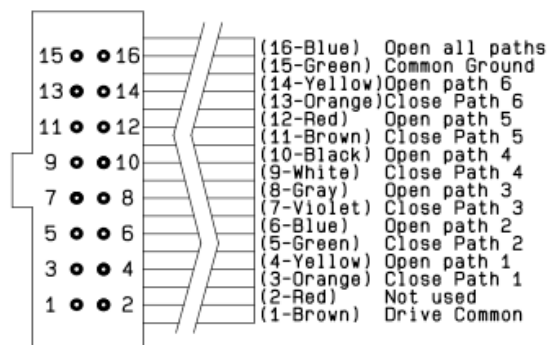 15 16
13 14
11 12
9 10
7 8
5 6
3 4
1 2
(16-Blue) Open all paths
(15-Green) Common Ground
(14-Yellow)Open path 6
(13-Orange)Close Path 6
(12-Red) Open path 5
(11-Brown) Close Path 5
(10-Black) Open path 4
(9-White) Close Path 4
(8-Gray) Open path 3
(7-Violet) Close Path 3
(6-Blue) Open path 2
(5-Green) Close Path 2
(4-Yellow) Open path 1
(3-Orange) Close Path 1
(2-Red) Not used
(1-Brown) Drive Common